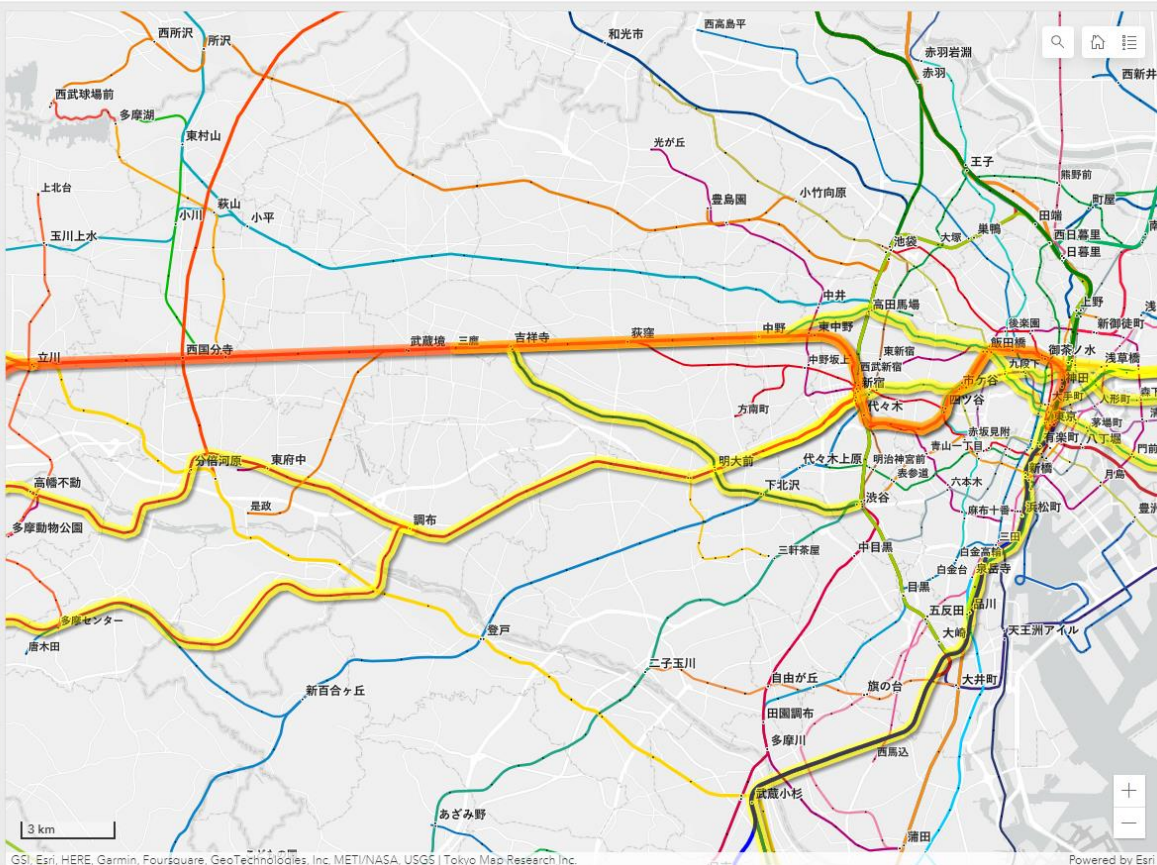 西所沢
所沢
和光市
西高島平
赤羽岩淵
赤羽
西新井
西武球場前
多摩湖
東村山
光が丘
王子
熊野前
上北台
萩山
小川
小平
豊島園
小竹向原
町屋
田端
玉川上水
池袋
大塚
巣鴨
西日暮里
日暮里
中井
高田馬場
上野
立川
西国分寺
武蔵境
三鷹
吉祥寺
荻窪
中野
東中野
後楽園
新御徒町
飯田橋
御茶ノ水
浅草橋
中野坂上
東新宿
西武新宿
九段下
新宿
市ケ谷
神田
方南町
代々木
四ツ谷
大手町
人形町
東京
茅場町
赤坂見附
有楽町
八丁堀
青山一丁目
門前
分倍河原
東府中
明大前
代々木上原
明治神宮前
表参道
新橋
月島
高幡不動
是政
下北沢
渋谷
六本木
麻布十番
浜松町
豊洲
多摩動物公園
調布
三田
三軒茶屋
中目黒
白金高輪
白金台
泉岳寺
目黒
五反田
品川
多摩センター
唐木田
登戸
大崎
天王洲アイル
新百合ヶ丘
二子玉川
自由が丘
旗の台
大井町
田園調布
多摩川
西馬込
武蔵小杉
あざみ野
蒲田
3 km
GSI, Esri, HERE, Garmin, Foursquare, GeoTechnologies, Inc, METI/NASA, USGS | Tokyo Map Research Inc.
Powered by Esri